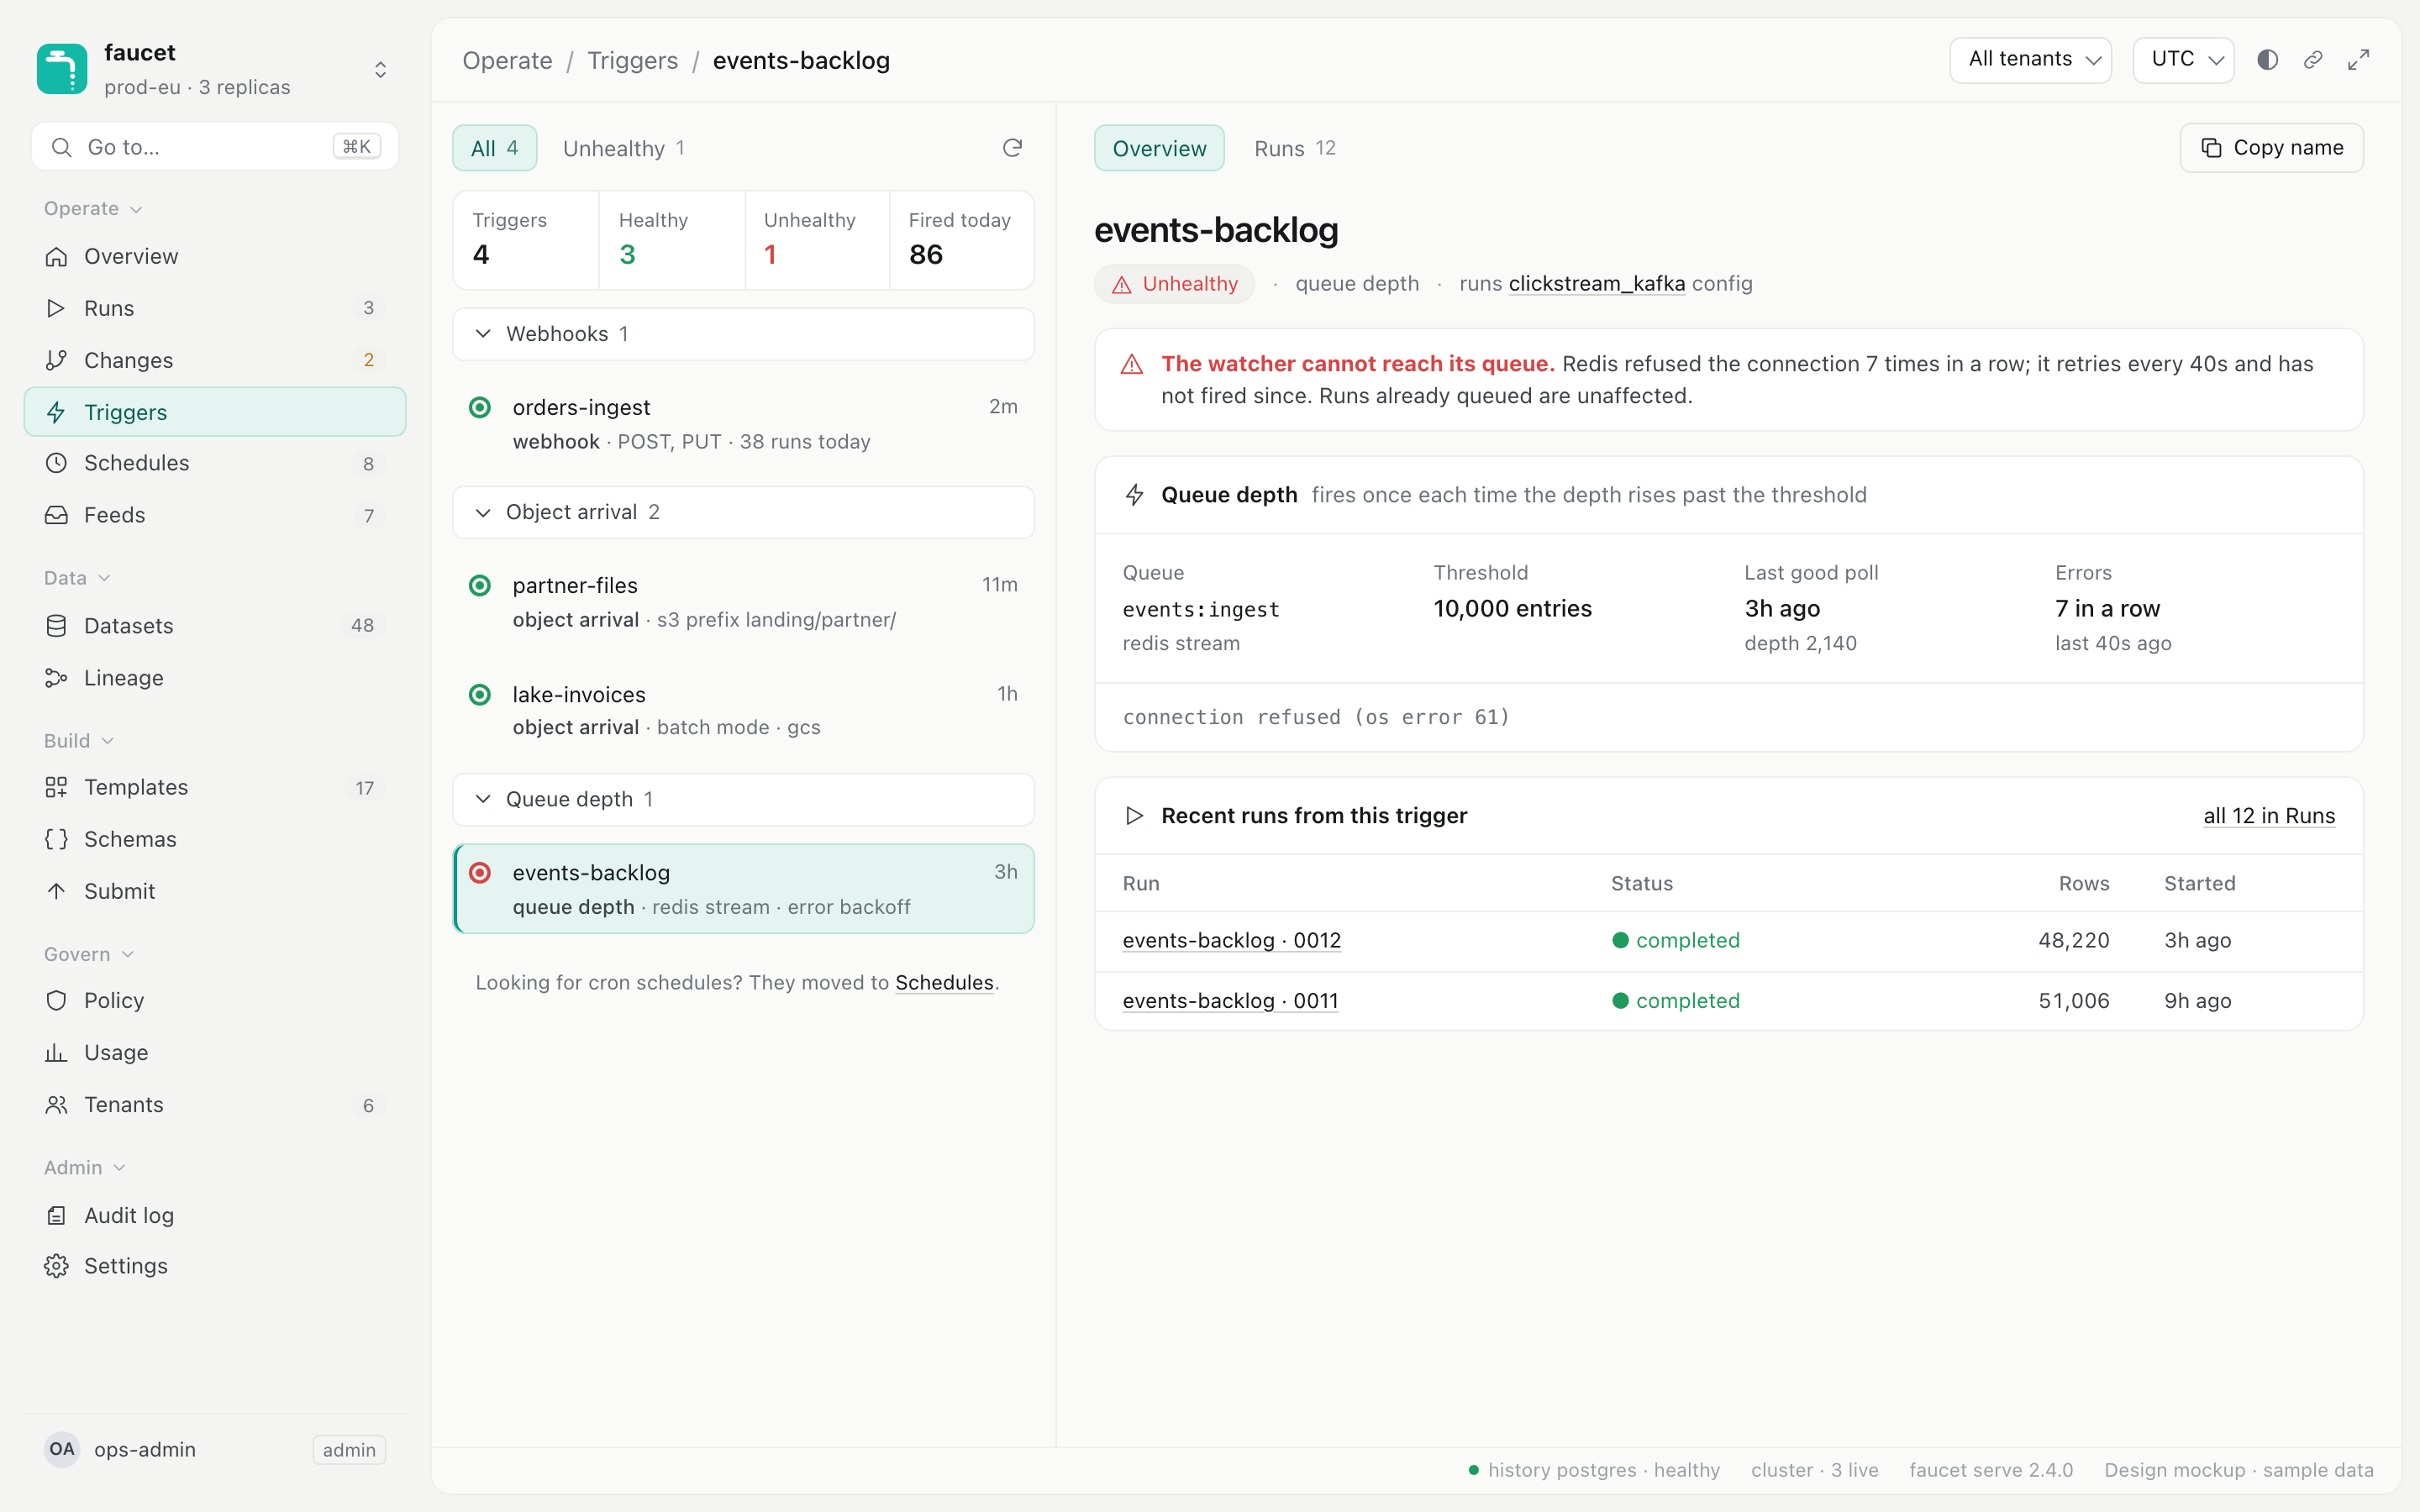 faucet
prod-eu · 3 replicas
Go to...
⌘K
Operate
Overview
Runs 3
Changes 2
Triggers
Schedules 8
Feeds 7
Data
Datasets 48
Lineage
Build
Templates 17
Schemas
Submit
Govern
Policy
Usage
Tenants 6
Admin
Audit log
Settings
OA ops-admin admin
Operate / Triggers / events-backlog
All tenants
UTC
All 4 Unhealthy 1
Triggers Healthy Unhealthy Fired today
4 3 1 86
Webhooks 1
orders-ingest 2m
webhook · POST, PUT · 38 runs today
Object arrival 2
partner-files 11m
object arrival · s3 prefix landing/partner/
lake-invoices 1h
object arrival · batch mode · gcs
Queue depth 1
events-backlog 3h
queue depth · redis stream · error backoff
Looking for cron schedules? They moved to Schedules.
Overview Runs 12
Copy name
events-backlog
Unhealthy · queue depth · runs clickstream_kafka config
The watcher cannot reach its queue. Redis refused the connection 7 times in a row; it retries every 40s and has
not fired since. Runs already queued are unaffected.
Queue depth fires once each time the depth rises past the threshold
Queue Threshold Last good poll Errors
events:ingest 10,000 entries 3h ago 7 in a row
redis stream depth 2,140 last 40s ago
connection refused (os error 61)
Recent runs from this trigger all 12 in Runs
Run Status Rows Started
events-backlog · 0012 completed 48,220 3h ago
events-backlog · 0011 completed 51,006 9h ago
history postgres · healthy cluster · 3 live faucet serve 2.4.0 Design mockup · sample data